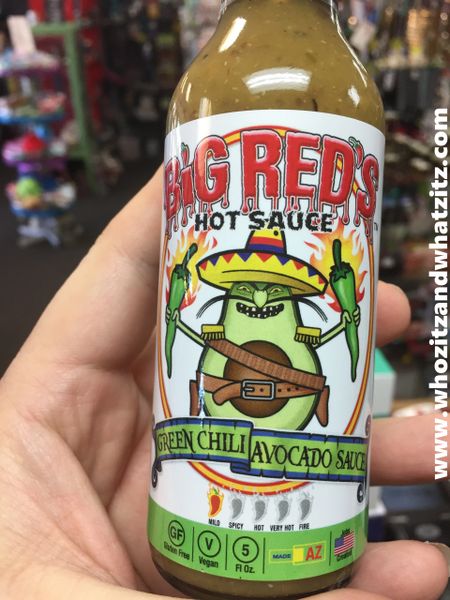 BiG RED'S
HOT SAUCE
GREEN CHILI AVOCADO SAUCE
MILD SPICY HOT VERY HOT FIRE
GF V 5 MADE AZ
Gluten Free Vegan Fl Oz.
www.whozitzandwhatzitz.com